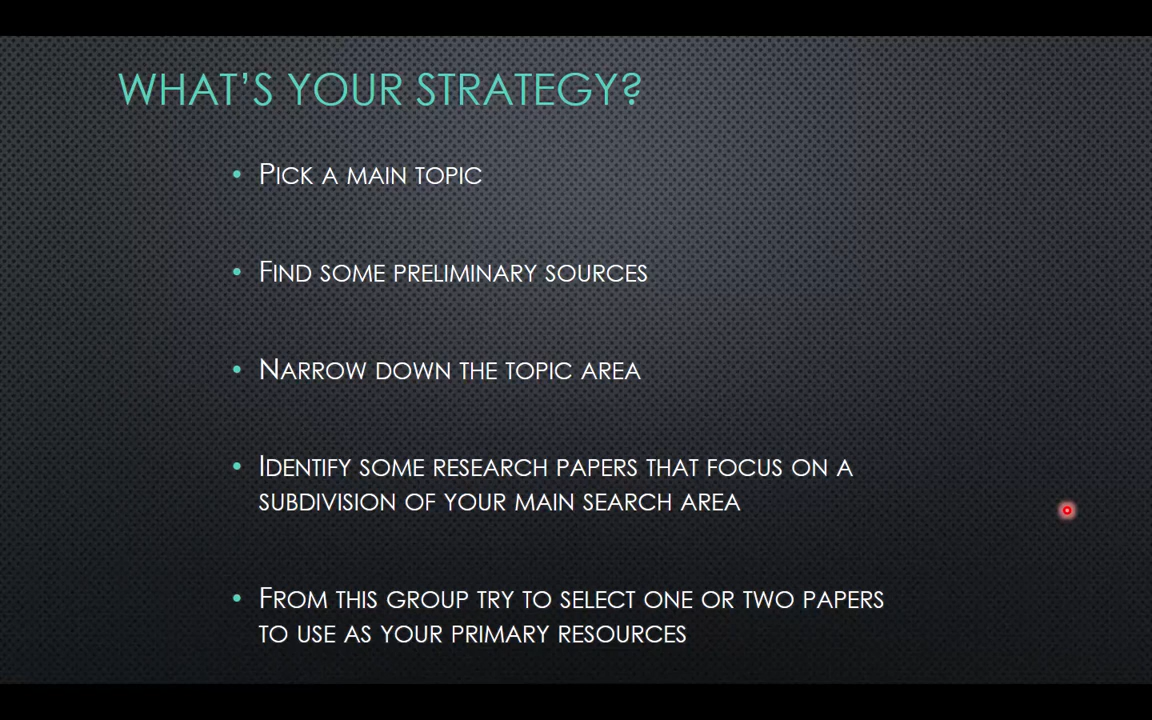 WHAT'S YOUR STRATEGY?
• PICK A MAIN TOPIC
• FIND SOME PRELIMINARY SOURCES
• NARROW DOWN THE TOPIC AREA
• IDENTIFY SOME RESEARCH PAPERS THAT FOCUS ON A
SUBDIVISION OF YOUR MAIN SEARCH AREA
• FROM THIS GROUP TRY TO SELECT ONE OR TWO PAPERS
TO USE AS YOUR PRIMARY RESOURCES